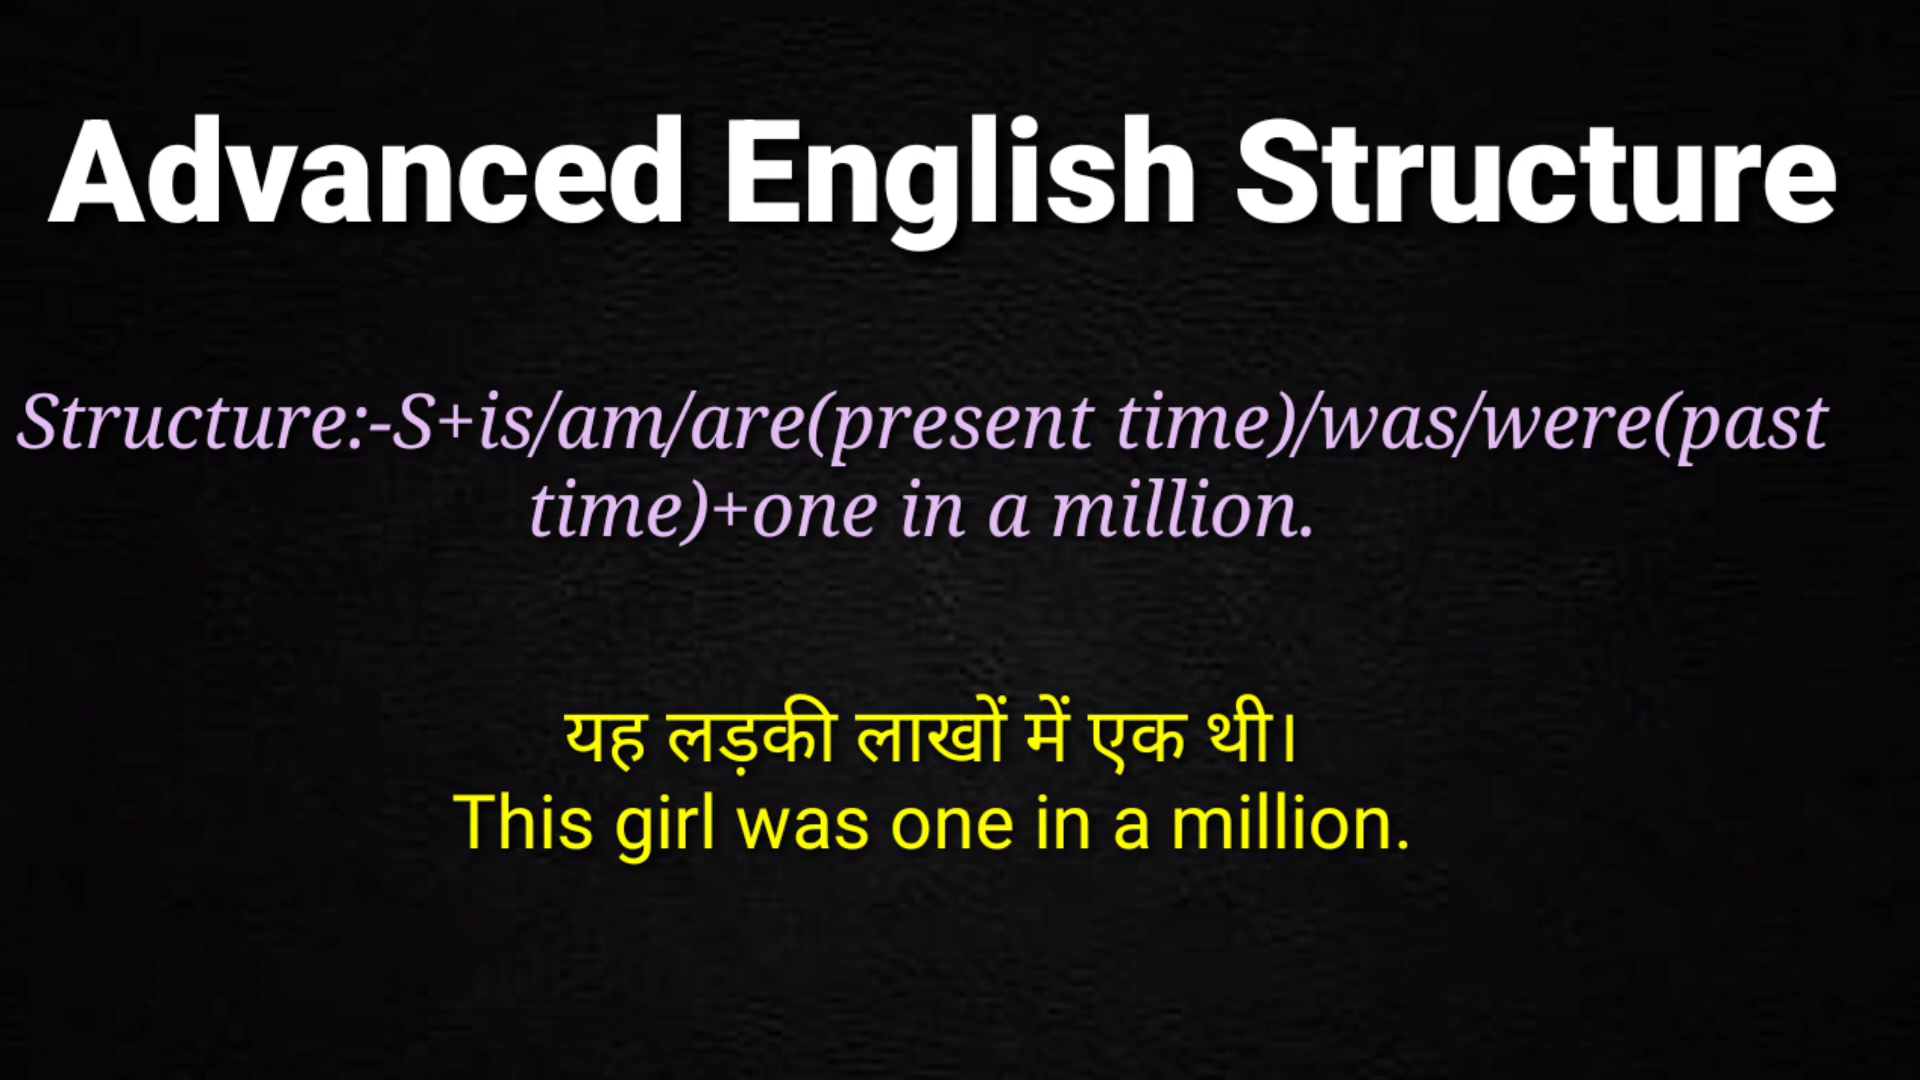 Advanced English Structure
Structure:-S+is/am/are(present time)/was/were(past
time)+one in a million.
यह लड़की लाखों में एक थी।
This girl was one in a million.